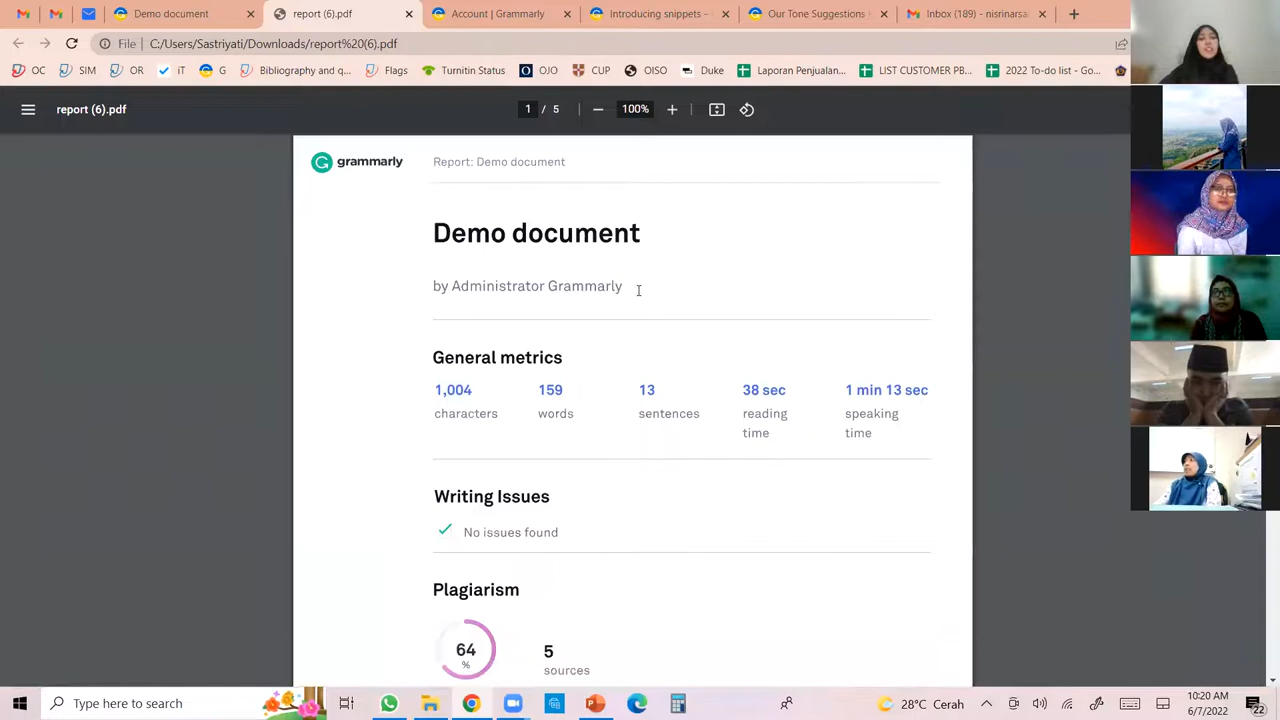 Demo document
report (6).pdf
Account | Grammarly
Introducing snippets -
Our Tone Suggestions
Inbox (189) - nisrinarsa
File | C:/Users/Sastriyati/Downloads/report%20(6).pdf
OC
SIM
OR
iT
G
Bibliography and q...
Flags
Turnitin Status
OJO
CUP
OISO
Duke
Laporan Penjualan...
LIST CUSTOMER PB...
2022 To-do list - Go...
report (6).pdf
1 / 5
100%
grammarly
Report: Demo document
Demo document
by Administrator Grammarly
General metrics
1,004 159 13 38 sec 1 min 13 sec
characters words sentences reading speaking
time time
Writing Issues
No issues found
Plagiarism
64 5
% sources
Type here to search
28°C Cerah
10:20 AM
6/7/2022
22